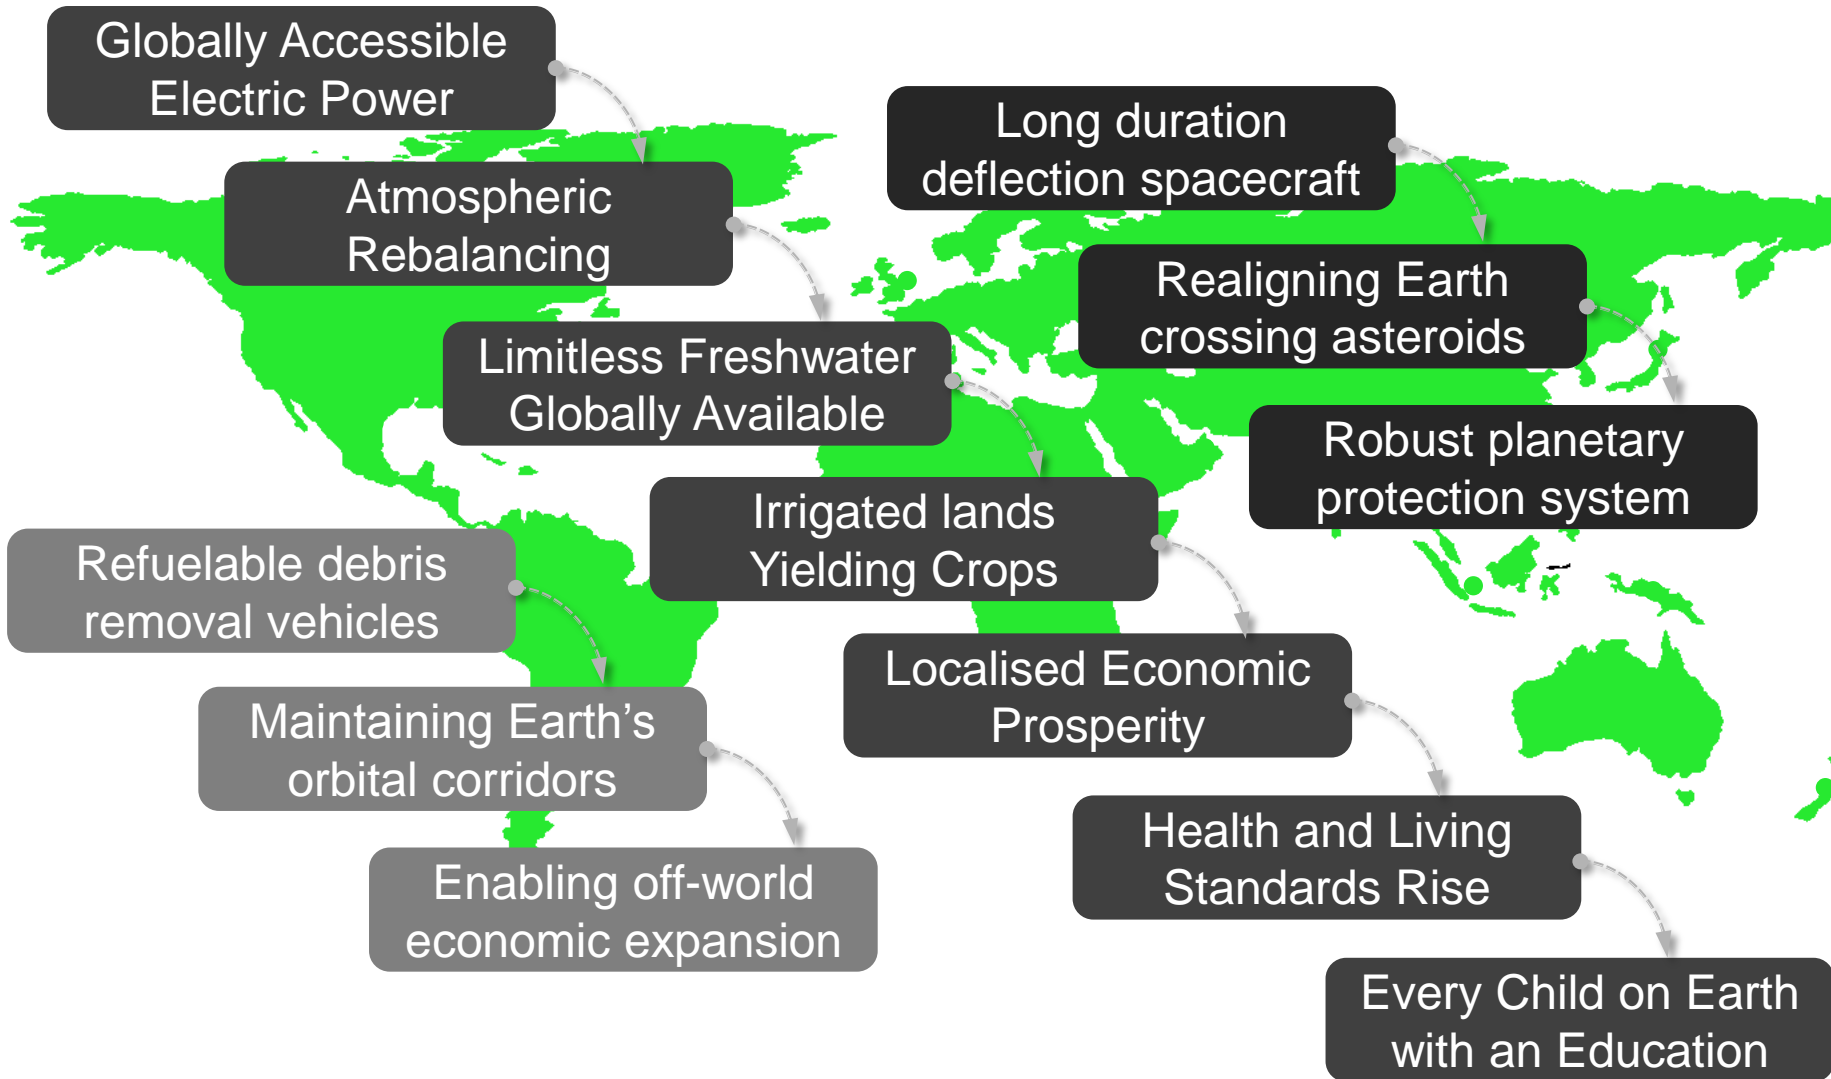 Globally Accessible
Electric Power
Atmospheric
Rebalancing
Limitless Freshwater
Globally Available
Irrigated lands
Yielding Crops
Localised Economic
Prosperity
Health and Living
Standards Rise
Every Child on Earth
with an Education
Long duration
deflection spacecraft
Realigning Earth
crossing asteroids
Robust planetary
protection system
Refuelable debris
removal vehicles
Maintaining Earth’s
orbital corridors
Enabling off-world
economic expansion